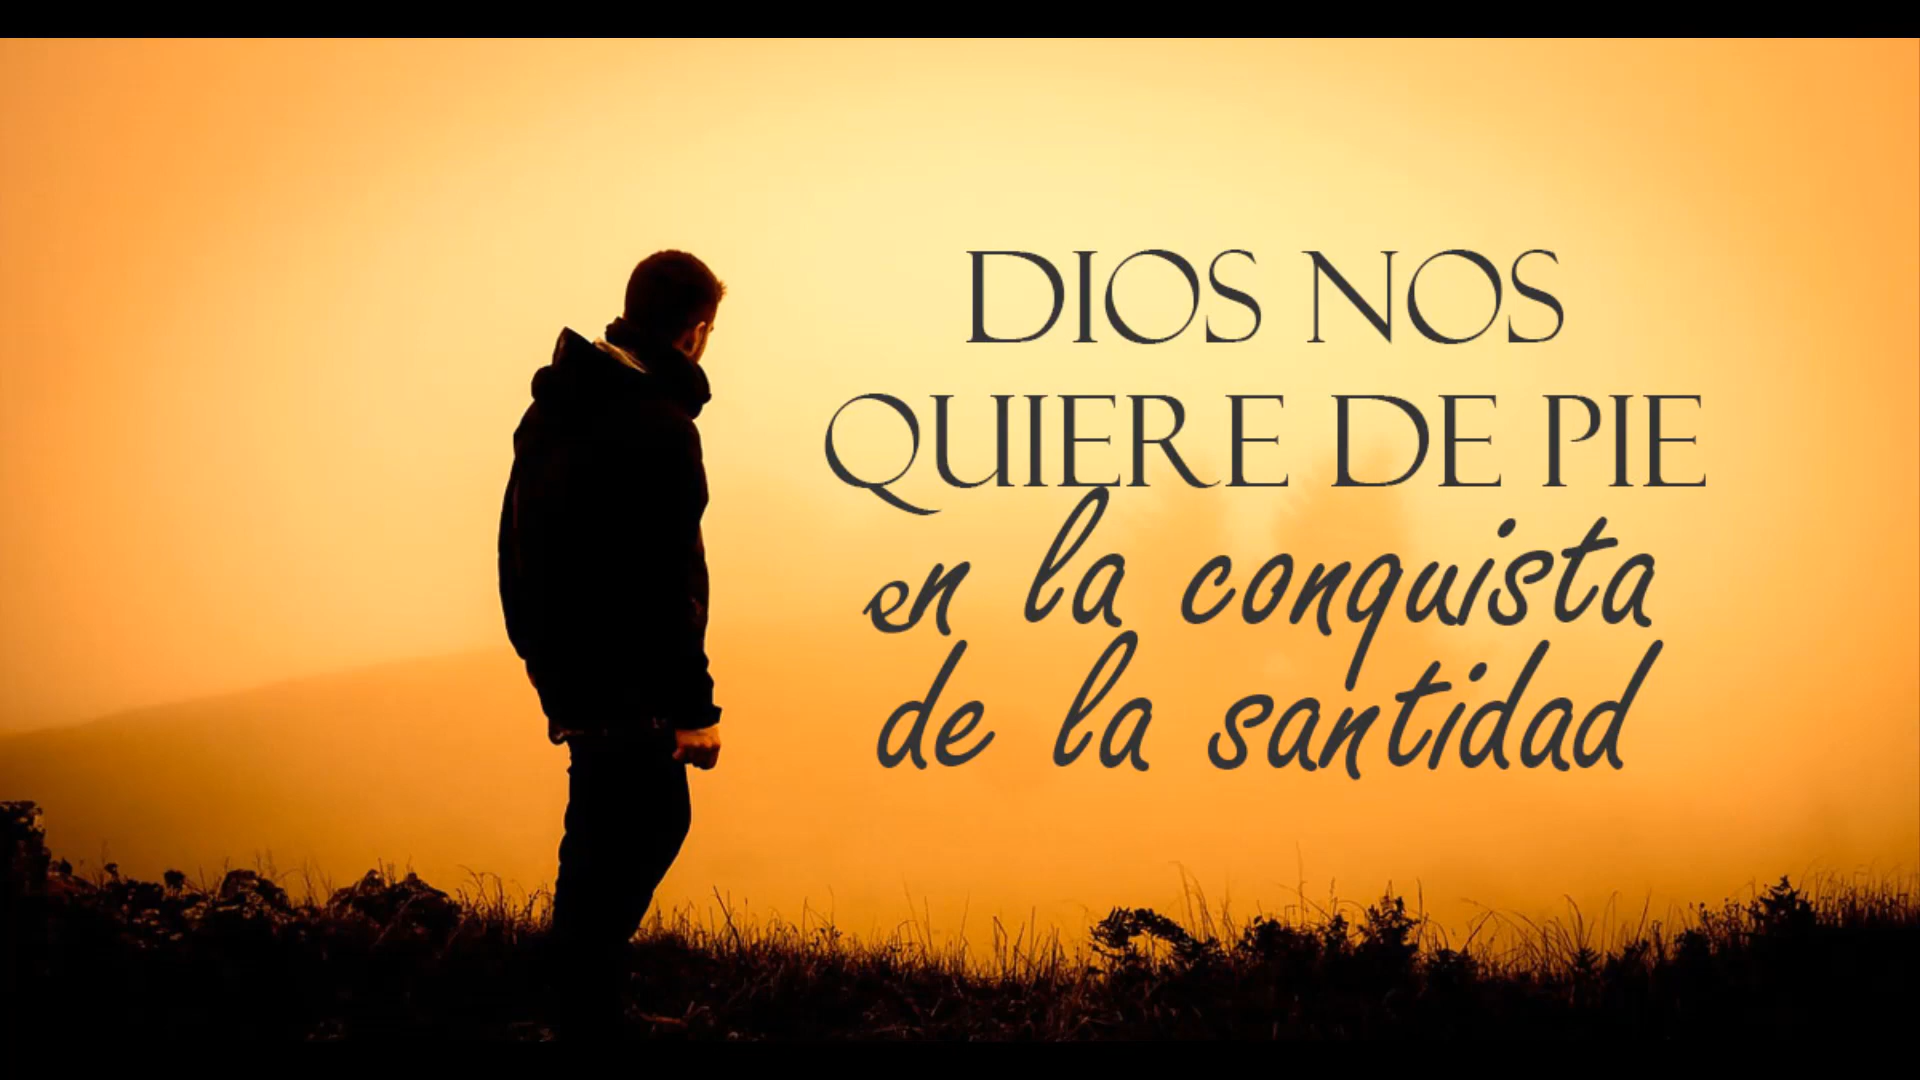 DIOS NOS
QUIERE DE PIE
en la conquista
de la santidad